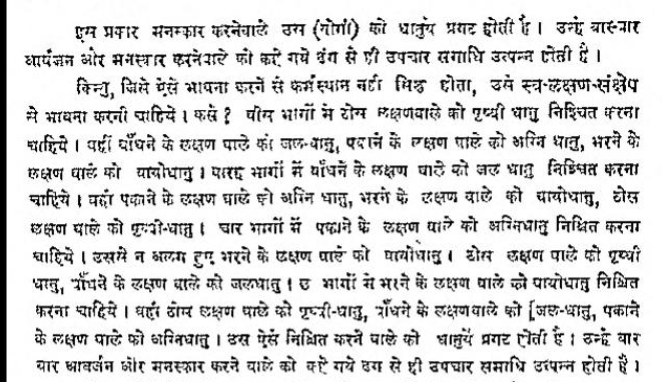 इस प्रकार मनस्कार करनेवाले उस (योगी) को धातुयें प्रगट होती हैं। उन्हें बार-बार
आवर्जन और मनस्कार करनेवाले को कहे गये ढंग से ही उपचार समाधि उत्पन्न होती है।
किन्तु, जिसे ऐसे भावना करने से कर्मस्थान नहीं सिद्ध होता, उसे स्व-लक्षण-संक्षेप
से भावना करनी चाहिये। कैसे? बीस भागों में ठोस लक्षणवाले को पृथ्वी धातु निश्चित करना
चाहिये। वहीं बाँधने के लक्षण वाले को जल-धातु, पकाने के लक्षण वाले को अग्नि धातु, भरने के
लक्षण वाले को वायोधातु। बारह भागों में बाँधने के लक्षण वाले को जल धातु निश्चित करना
चाहिये। वहीं पकाने के लक्षण वाले को अग्नि धातु, भरने के लक्षण वाले को वायोधातु, ठोस
लक्षण वाले को पृथ्वी-धातु। चार भागों में पकाने के लक्षण वाले को अग्निधातु निश्चित करना
चाहिये। उससे न अलग हुए भरने के लक्षण वाले को वायोधातु। ठोस लक्षण वाले को पृथ्वी
धातु, बाँधने के लक्षण वाले को जलधातु। छ भागों में भरने के लक्षण वाले को वायोधातु निश्चित
करना चाहिये। वहीं ठोस लक्षण वाले को पृथ्वी-धातु, बाँधने के लक्षणवाले को [जल-धातु, पकाने
के लक्षण वाले को अग्निधातु। उस ऐसे निश्चित करने वाले को धातुयें प्रगट होती हैं। उन्हें बार
बार आवर्जन और मनस्कार करने वाले को कहे गये ढंग से ही उपचार समाधि उत्पन्न होती है।